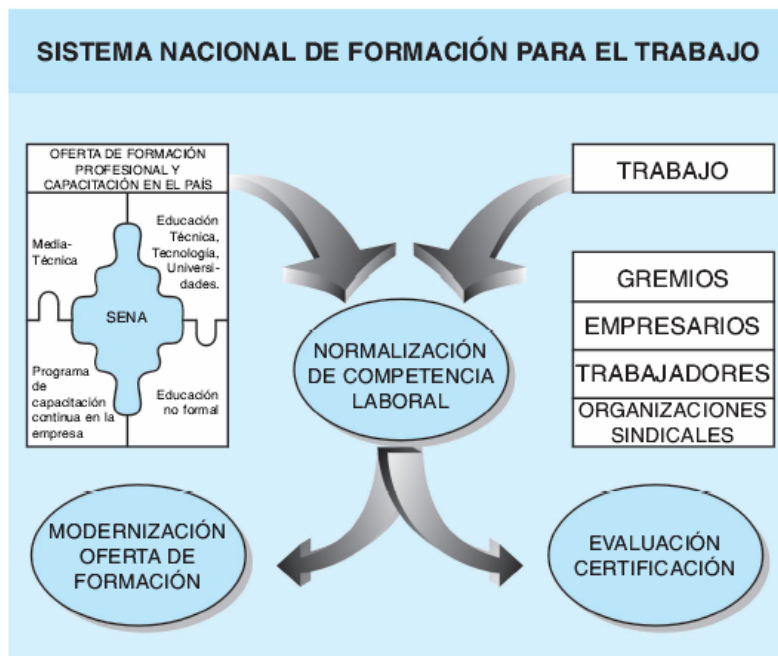 SISTEMA NACIONAL DE FORMACIÓN PARA EL TRABAJO
OFERTA DE FORMACIÓN
PROFESIONAL Y
CAPACITACIÓN EN EL PAÍS
Media-
Técnica
Educación
Técnica,
Tecnología,
Universi-
dades.
SENA
Programa
de
capacitación
continua en la
empresa
Educación
no formal
TRABAJO
GREMIOS
EMPRESARIOS
TRABAJADORES
ORGANIZACIONES
SINDICALES
NORMALIZACIÓN
DE COMPETENCIA
LABORAL
MODERNIZACIÓN
OFERTA DE
FORMACIÓN
EVALUACIÓN
CERTIFICACIÓN